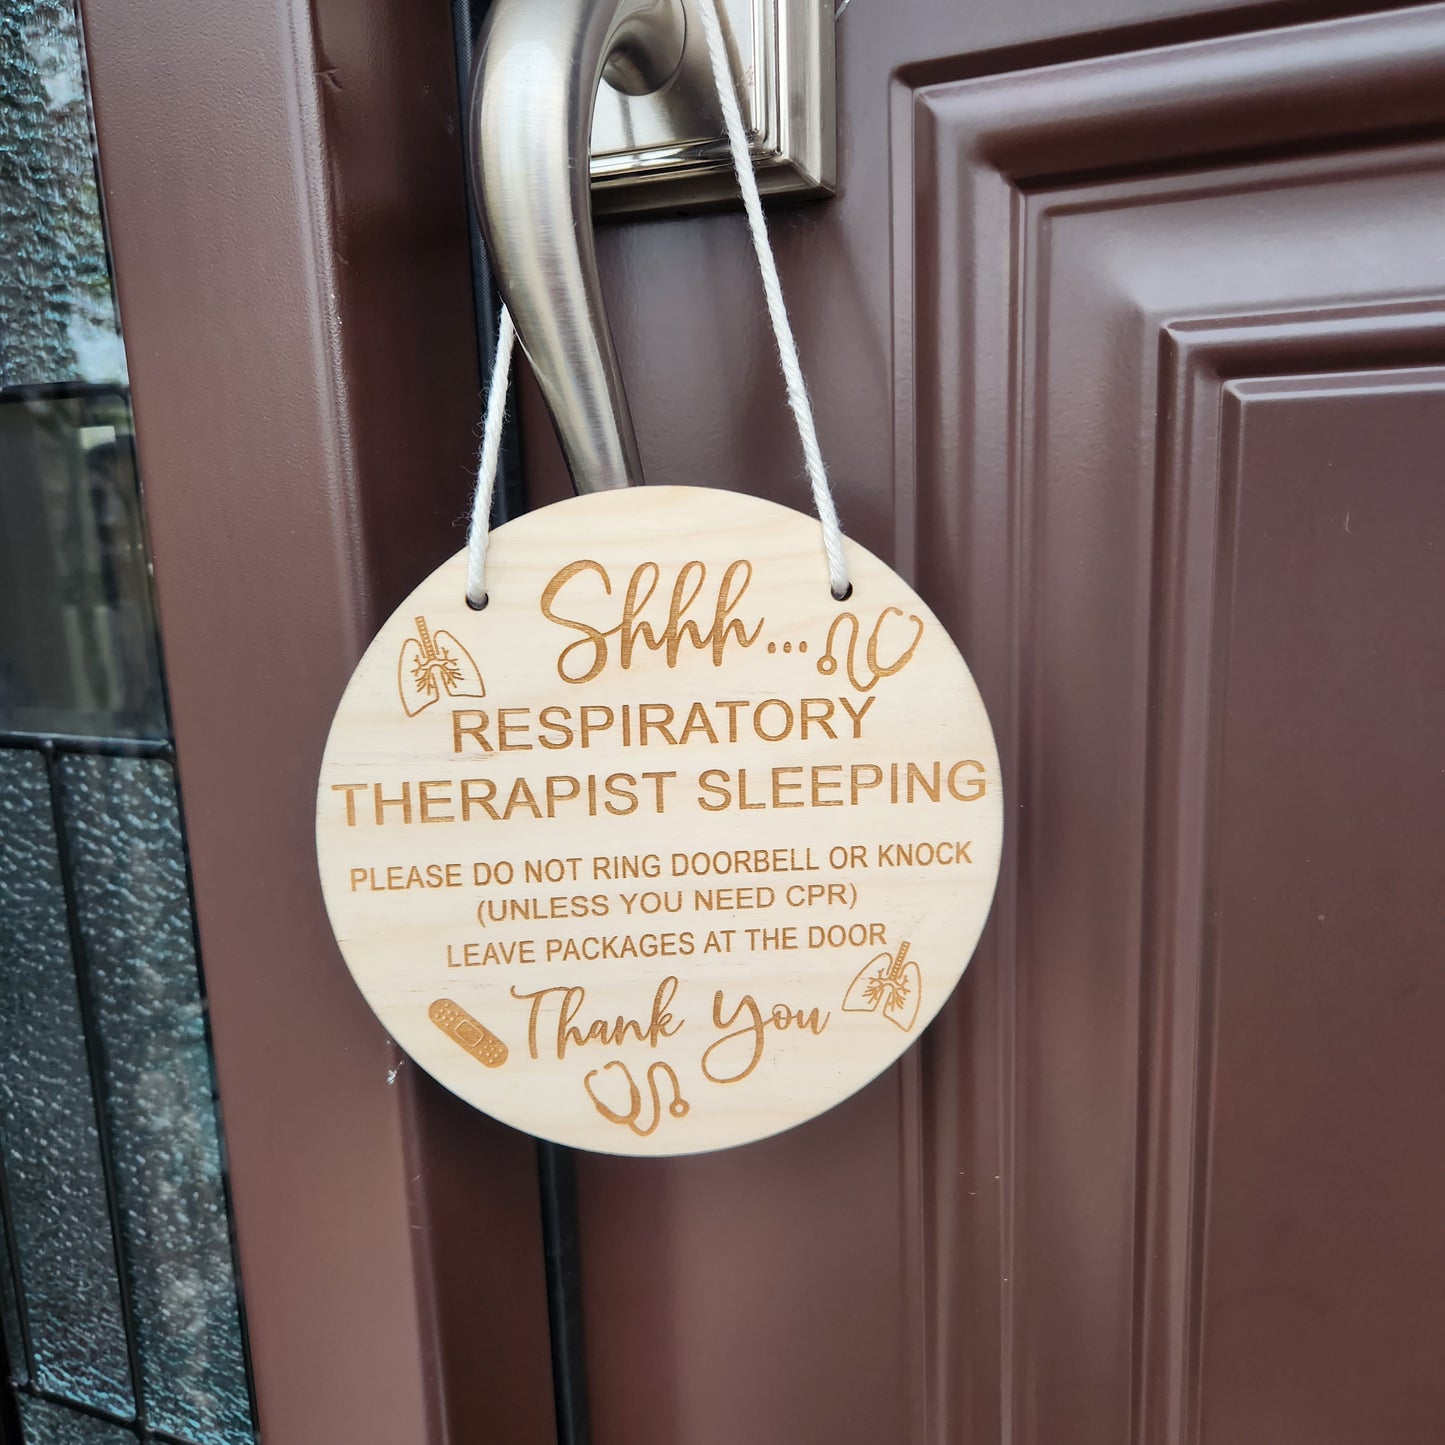 Shhh...
RESPIRATORY
THERAPIST SLEEPING
PLEASE DO NOT RING DOORBELL OR KNOCK
(UNLESS YOU NEED CPR)
LEAVE PACKAGES AT THE DOOR
Thank You